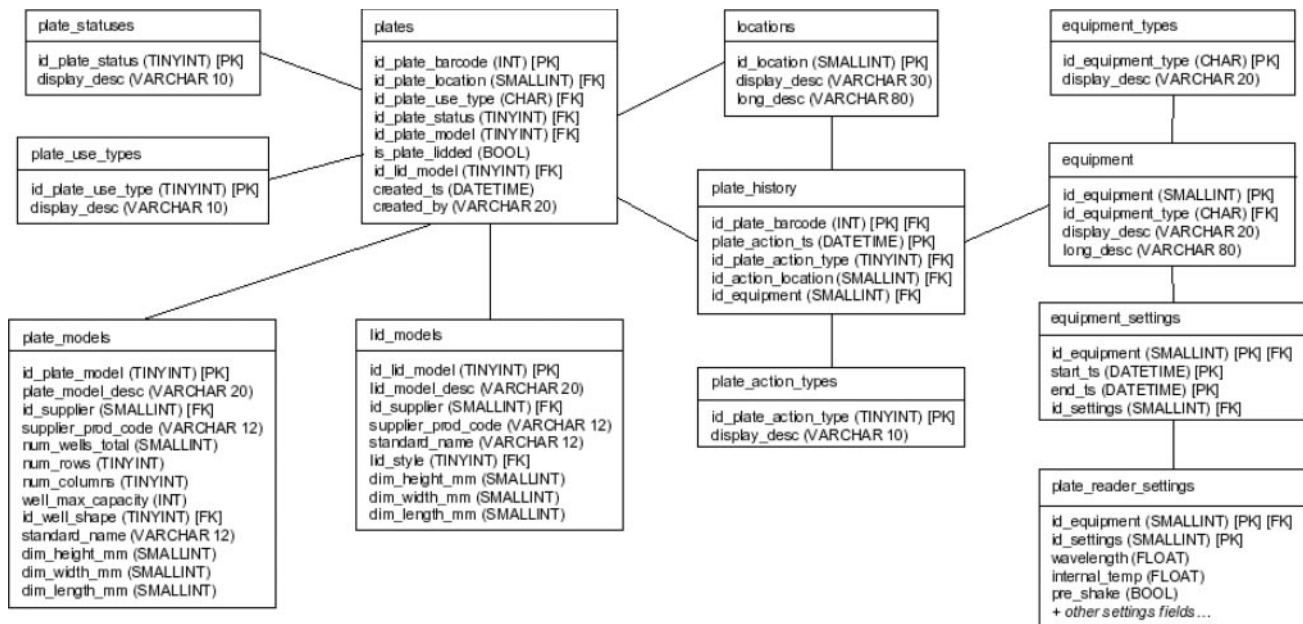 plate_statuses
id_plate_status (TINYINT) [PK]
display_desc (VARCHAR 10)
plate_use_types
id_plate_use_type (TINYINT) [PK]
display_desc (VARCHAR 10)
plates
id_plate_barcode (INT) [PK]
id_plate_location (SMALLINT) [FK]
id_plate_use_type (CHAR) [FK]
id_plate_status (TINYINT) [FK]
id_plate_model (TINYINT) [FK]
is_plate_lidded (BOOL)
id_lid_model (TINYINT) [FK]
created_ts (DATETIME)
created_by (VARCHAR 20)
locations
id_location (SMALLINT) [PK]
display_desc (VARCHAR 30)
long_desc (VARCHAR 80)
equipment_types
id_equipment_type (CHAR) [PK]
display_desc (VARCHAR 20)
plate_history
id_plate_barcode (INT) [PK] [FK]
plate_action_ts (DATETIME) [PK]
id_plate_action_type (TINYINT) [FK]
id_action_location (SMALLINT) [FK]
id_equipment (SMALLINT) [FK]
equipment
id_equipment (SMALLINT) [PK]
id_equipment_type (CHAR) [FK]
display_desc (VARCHAR 20)
long_desc (VARCHAR 80)
plate_models
id_plate_model (TINYINT) [PK]
plate_model_desc (VARCHAR 20)
id_supplier (SMALLINT) [FK]
supplier_prod_code (VARCHAR 12)
num_wells_total (SMALLINT)
num_rows (TINYINT)
num_columns (TINYINT)
well_max_capacity (INT)
id_well_shape (TINYINT) [FK]
standard_name (VARCHAR 12)
dim_height_mm (SMALLINT)
dim_width_mm (SMALLINT)
dim_length_mm (SMALLINT)
lid_models
id_lid_model (TINYINT) [PK]
lid_model_desc (VARCHAR 20)
id_supplier (SMALLINT) [FK]
supplier_prod_code (VARCHAR 12)
standard_name (VARCHAR 12)
lid_style (TINYINT) [FK]
dim_height_mm (SMALLINT)
dim_width_mm (SMALLINT)
dim_length_mm (SMALLINT)
plate_action_types
id_plate_action_type (TINYINT) [PK]
display_desc (VARCHAR 10)
equipment_settings
id_equipment (SMALLINT) [PK] [FK]
start_ts (DATETIME) [PK]
end_ts (DATETIME) [PK]
id_settings (SMALLINT) [FK]
plate_reader_settings
id_equipment (SMALLINT) [PK] [FK]
id_settings (SMALLINT) [PK]
wavelength (FLOAT)
internal_temp (FLOAT)
pre_shake (BOOL)
+ other settings fields...